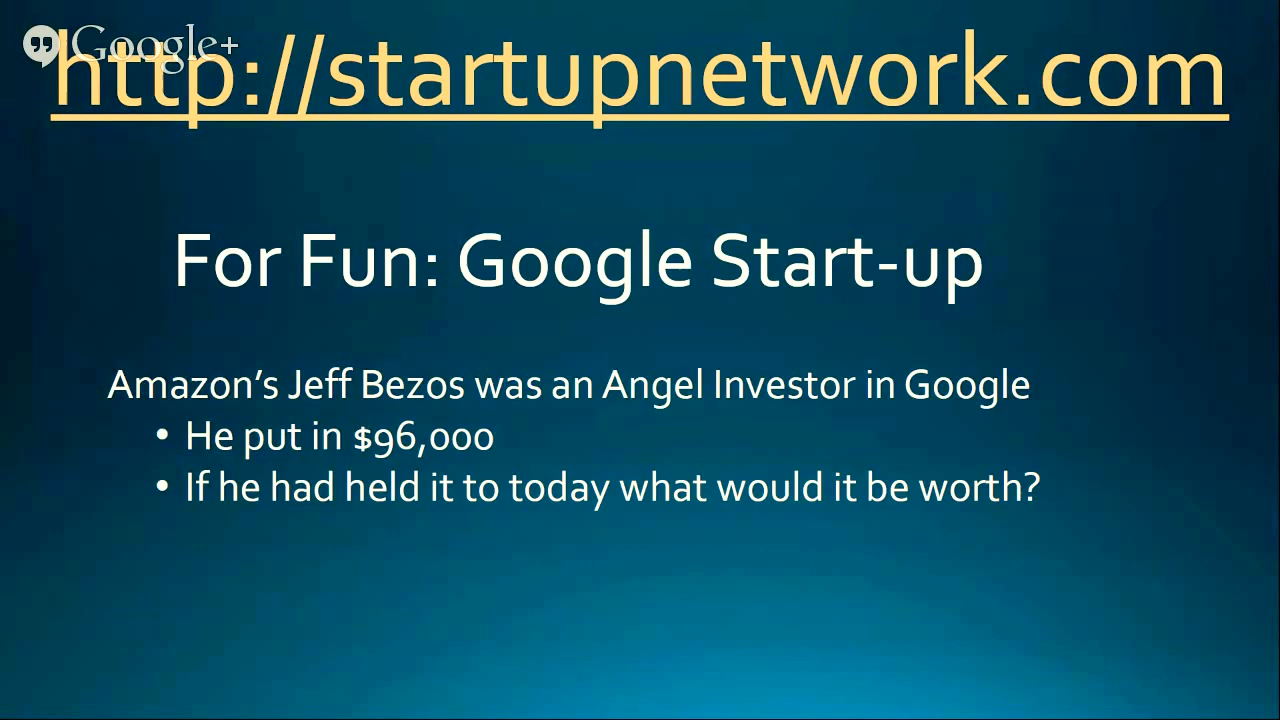 Google+
http://startupnetwork.com
For Fun: Google Start-up
Amazon’s Jeff Bezos was an Angel Investor in Google
• He put in $96,000
• If he had held it to today what would it be worth?